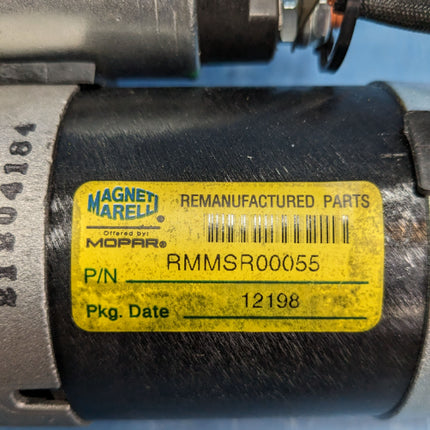 MAGNETI
MARELLI
Offered by:
MOPAR®
REMANUFACTURED PARTS
RMMSR00055
P/N
12198
Pkg. Date